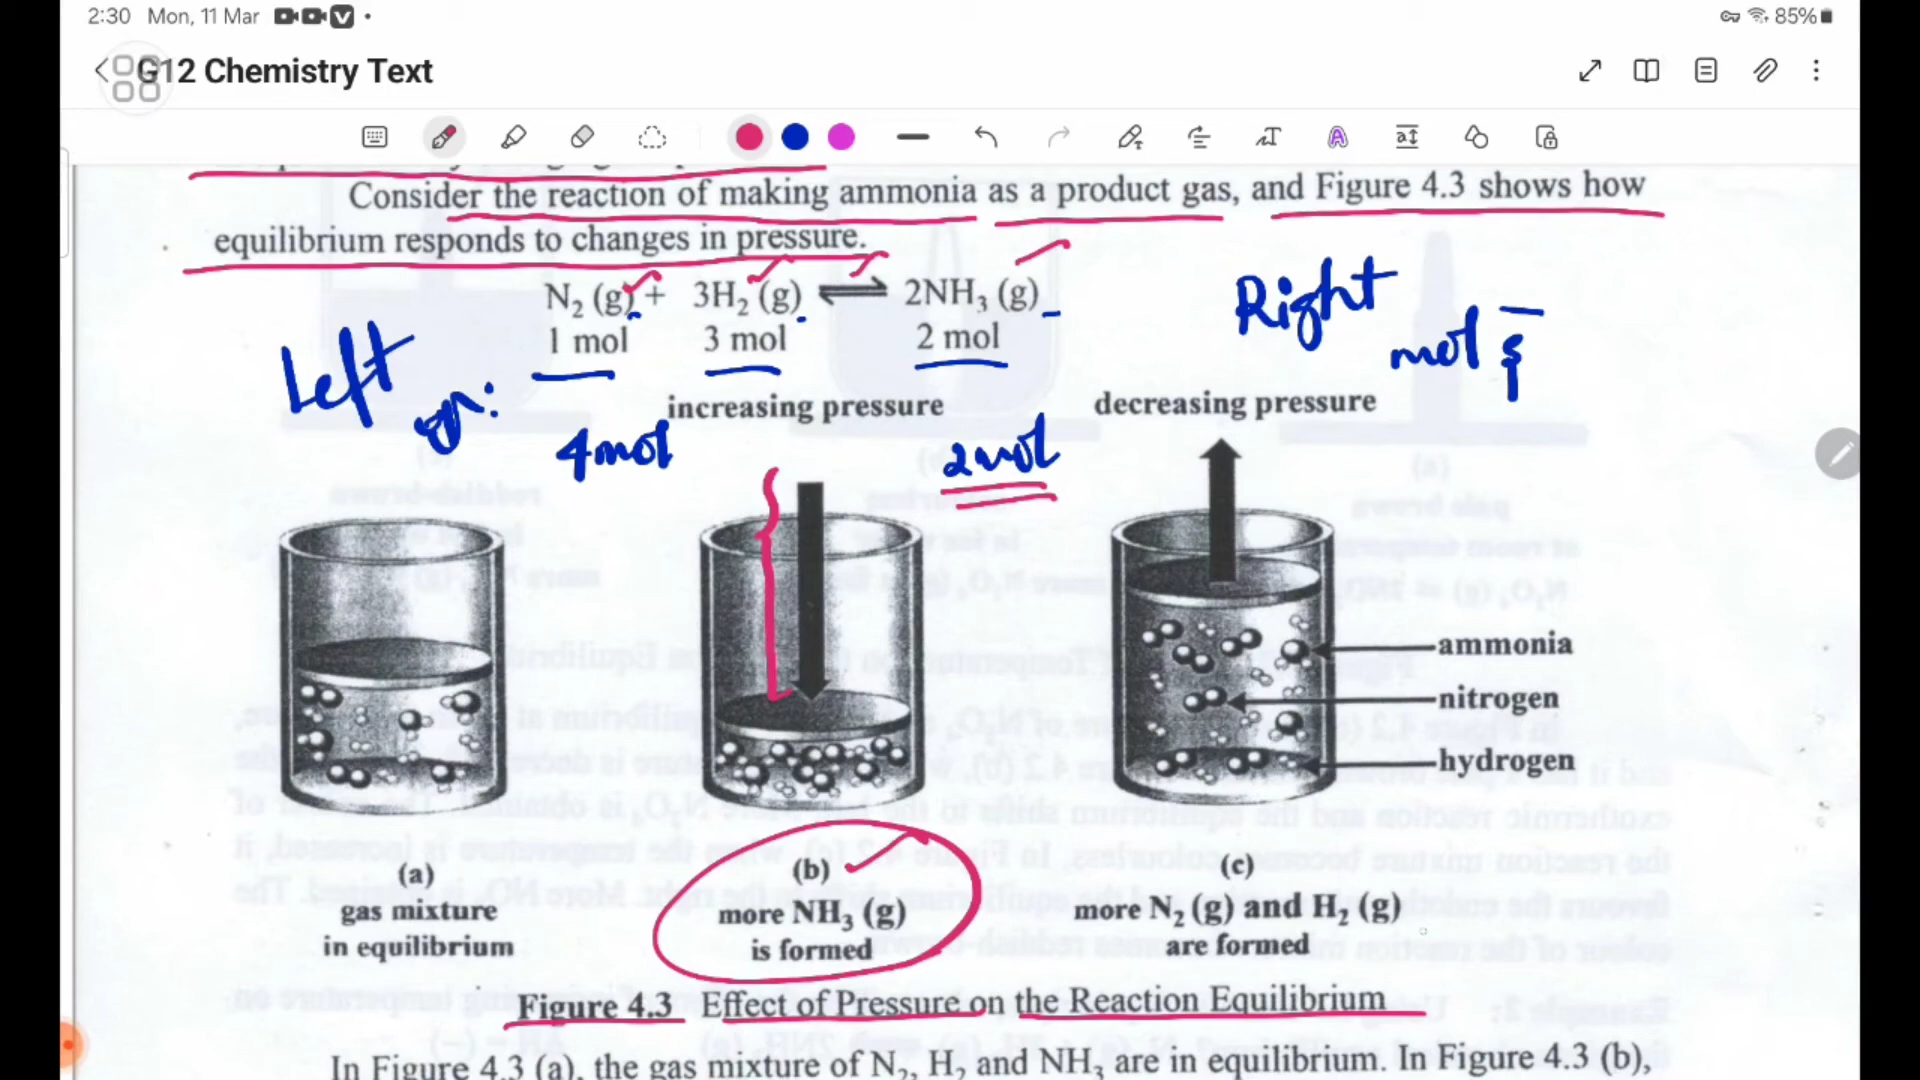 2:30 Mon, 11 Mar
85%
G12 Chemistry Text
Consider the reaction of making ammonia as a product gas, and Figure 4.3 shows how
equilibrium responds to changes in pressure.
N₂ (g) + 3H₂ (g) ⇌ 2NH₃ (g)
1 mol 3 mol 2 mol
Left
Right
mol
4mol
2mol
increasing pressure
decreasing pressure
ammonia
nitrogen
hydrogen
(a)
gas mixture
in equilibrium
(b)
more NH₃ (g)
is formed
(c)
more N₂ (g) and H₂ (g)
are formed
Figure 4.3 Effect of Pressure on the Reaction Equilibrium
In Figure 4.3 (a), the gas mixture of N₂, H₂ and NH₃ are in equilibrium. In Figure 4.3 (b),